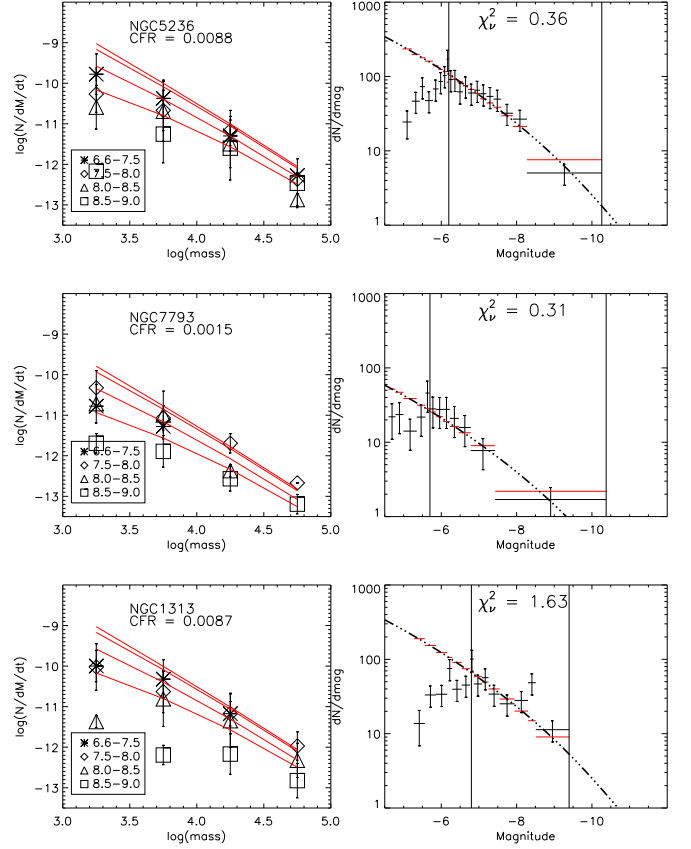 NGC5236
CFR = 0.0088
log(N/dM/dt)
-9
-10
-11
-12
-13
6.6-7.5
7.5-8.0
8.0-8.5
8.5-9.0
3.0 3.5 4.0 4.5 5.0
log(mass)
χ²ᵥ = 0.36
dN/dmag
1000
100
10
1
-6 -8 -10
Magnitude
NGC7793
CFR = 0.0015
log(N/dM/dt)
-9
-10
-11
-12
-13
6.6-7.5
7.5-8.0
8.0-8.5
8.5-9.0
3.0 3.5 4.0 4.5 5.0
log(mass)
χ²ᵥ = 0.31
dN/dmag
1000
100
10
1
-6 -8 -10
Magnitude
NGC1313
CFR = 0.0087
log(N/dM/dt)
-9
-10
-11
-12
-13
6.6-7.5
7.5-8.0
8.0-8.5
8.5-9.0
3.0 3.5 4.0 4.5 5.0
log(mass)
χ²ᵥ = 1.63
dN/dmag
1000
100
10
1
-6 -8 -10
Magnitude